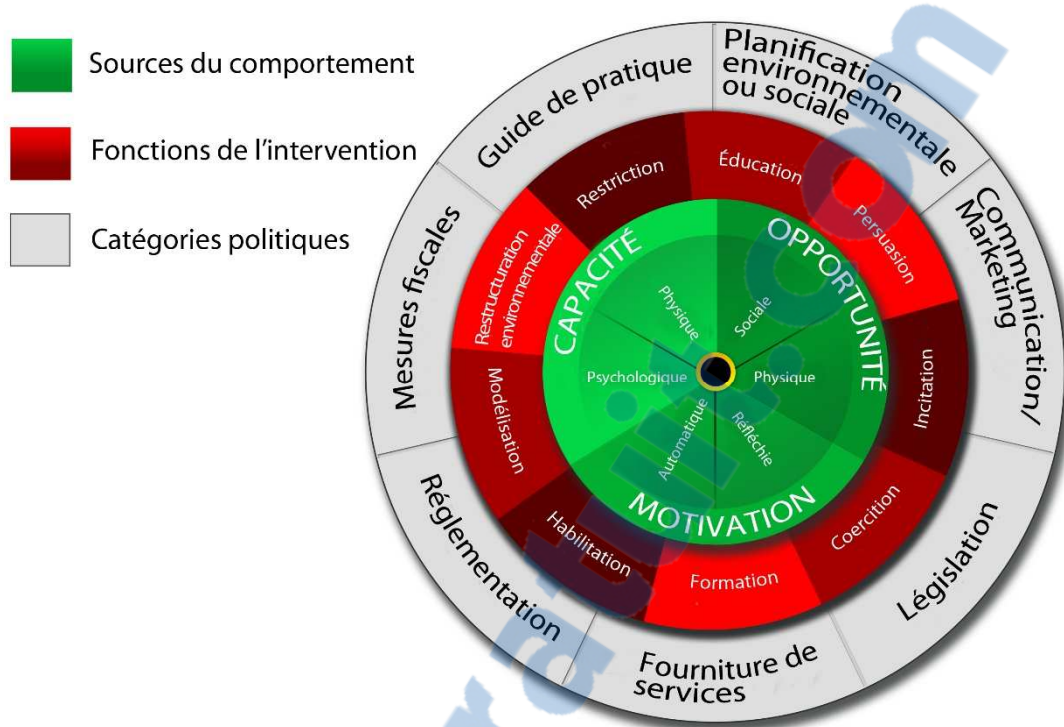 Sources du comportement
Fonctions de l'intervention
Catégories politiques
Guide de pratique
Planification
environnementale
ou sociale
Communication/
Marketing
Législation
Fourniture de
services
Réglementation
Mesures fiscales
Restriction
Éducation
Persuasion
Incitation
Coercition
Formation
Habilitation
Modélisation
Restructuration
environnementale
CAPACITÉ
OPPORTUNITÉ
MOTIVATION
Physique
Sociale
Psychologique
Physique
Automatique
Réfléchie